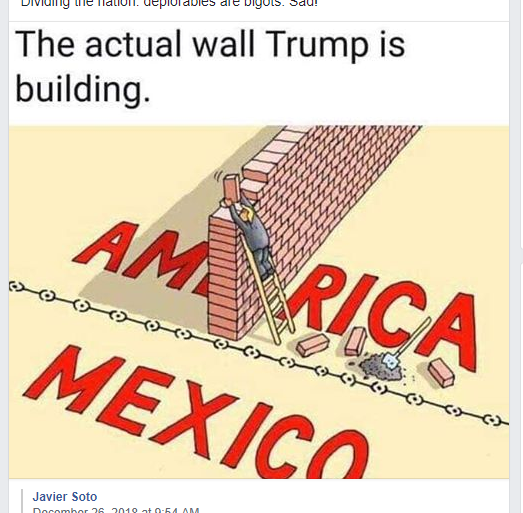 Dividing the nation. deplorables are bigots. Sad!
The actual wall Trump is
building.
AM RICA
MEXICO
Javier Soto
December 26, 2018 at 9:54 AM